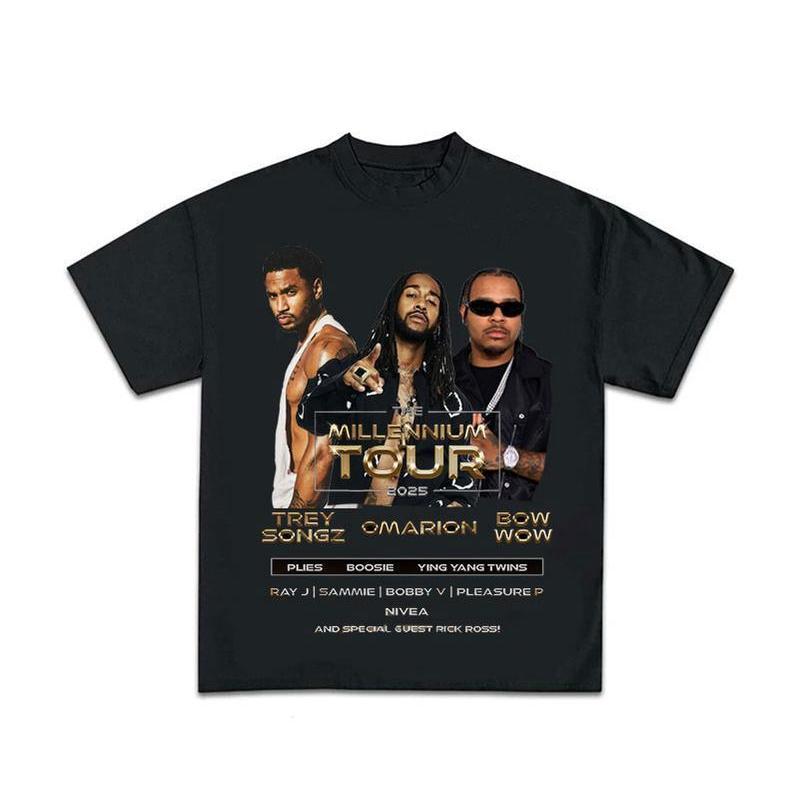 THE
MILLENNIUM
TOUR
2025
TREY SONGZ
OMARION
BOW WOW
PLIES BOOSIE YING YANG TWINS
RAY J | SAMMIE | BOBBY V | PLEASURE P
NIVEA
AND SPECIAL GUEST RICK ROSS!